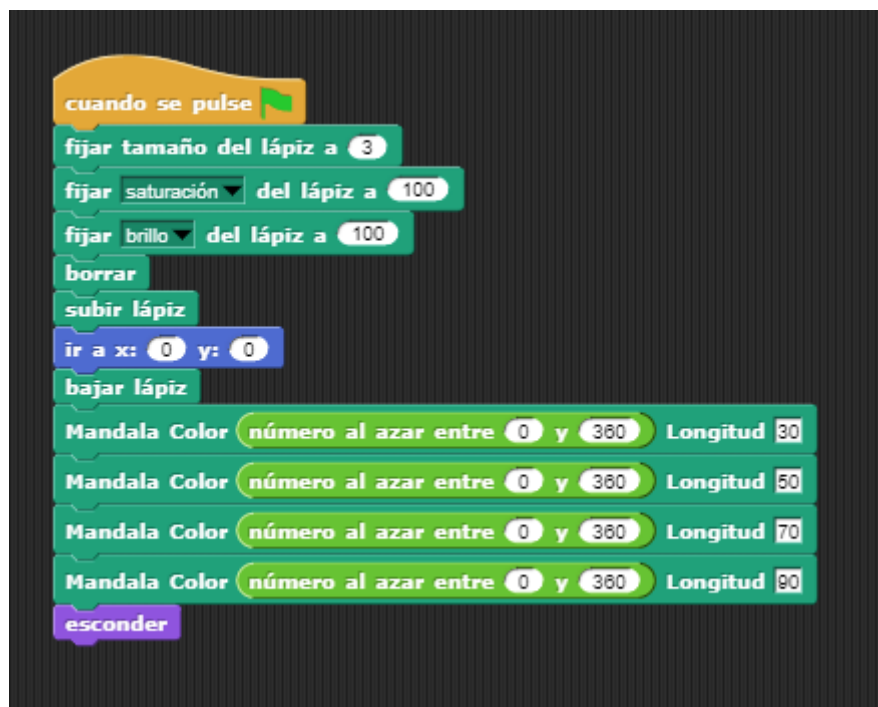 cuando se pulse
fijar tamaño del lápiz a 3
fijar saturación del lápiz a 100
fijar brillo del lápiz a 100
borrar
subir lápiz
ir a x: 0 y: 0
bajar lápiz
Mandala Color número al azar entre 0 y 360 Longitud 30
Mandala Color número al azar entre 0 y 360 Longitud 50
Mandala Color número al azar entre 0 y 360 Longitud 70
Mandala Color número al azar entre 0 y 360 Longitud 90
esconder